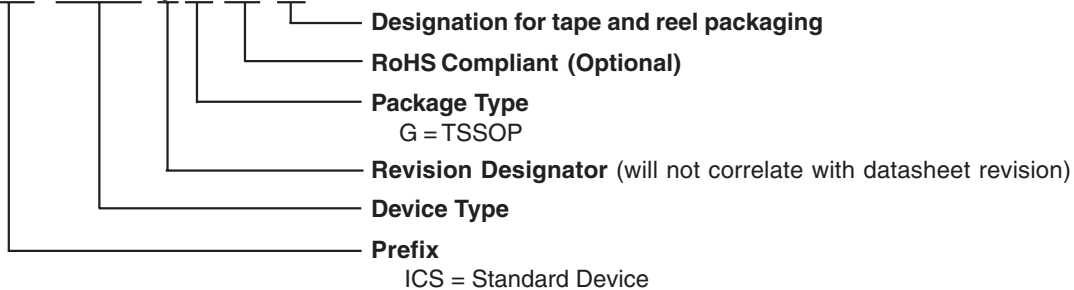 Designation for tape and reel packaging
RoHS Compliant (Optional)
Package Type
G = TSSOP
Revision Designator (will not correlate with datasheet revision)
Device Type
Prefix
ICS = Standard Device